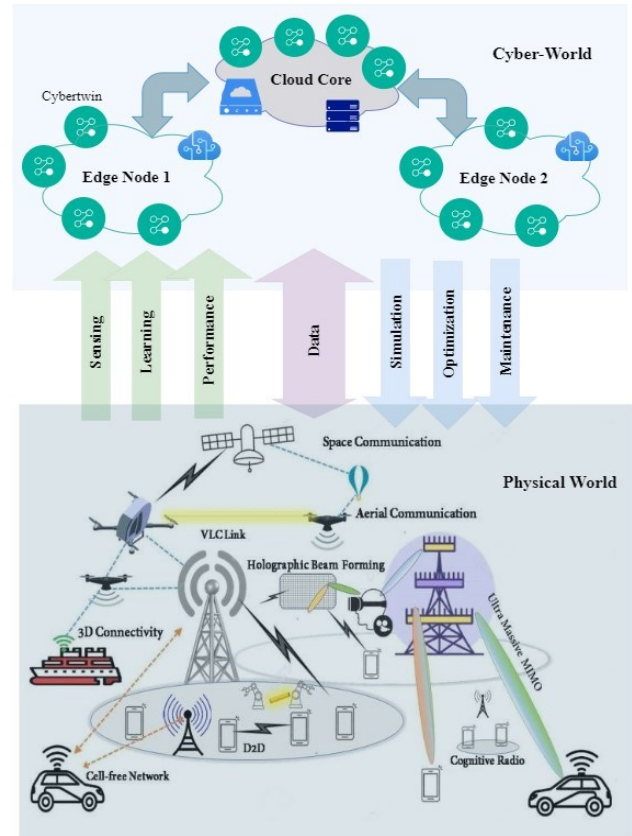 Cyber-World
Cloud Core
Cybertwin
Edge Node 1
Edge Node 2
Sensing
Learning
Performance
Data
Simulation
Optimization
Maintenance
Space Communication
Physical World
VLC Link
Aerial Communication
Holographic Beam Forming
3D Connectivity
Ultra Massive MIMO
D2D
Cell-free Network
Cognitive Radio